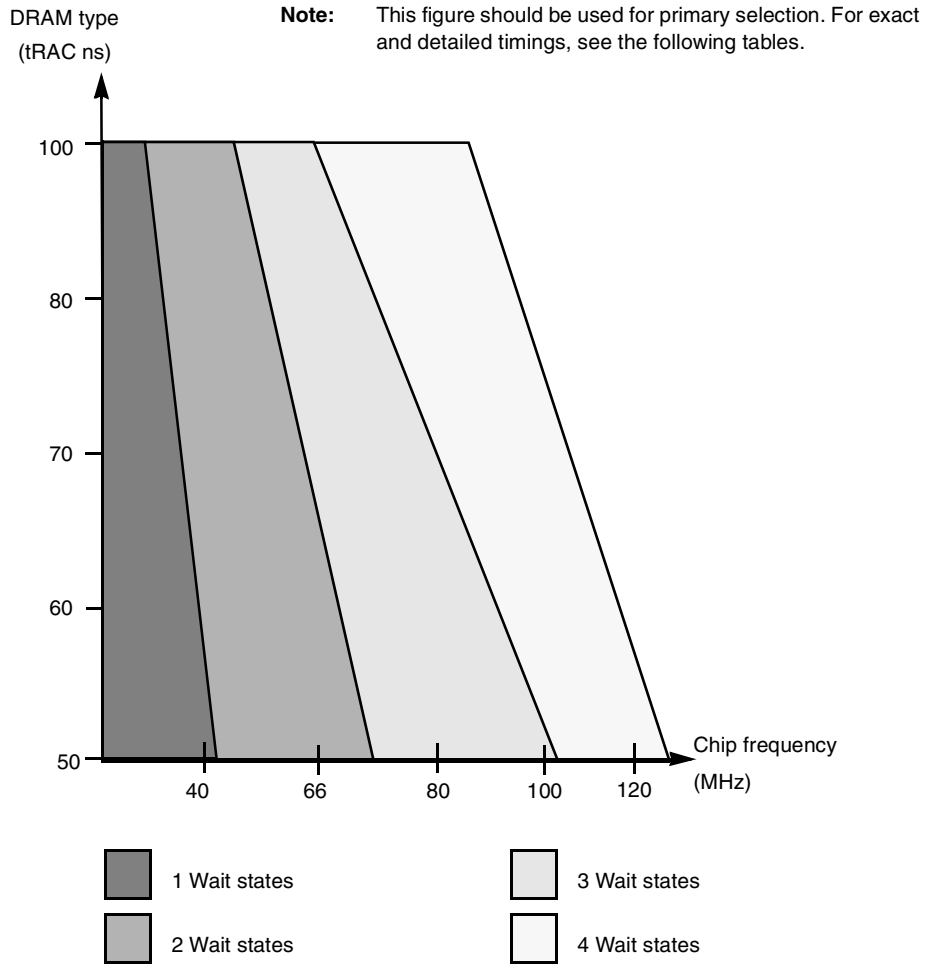 DRAM type
(tRAC ns)
Note: This figure should be used for primary selection. For exact
and detailed timings, see the following tables.
100
80
70
60
50
40 66 80 100 120
Chip frequency
(MHz)
1 Wait states
2 Wait states
3 Wait states
4 Wait states